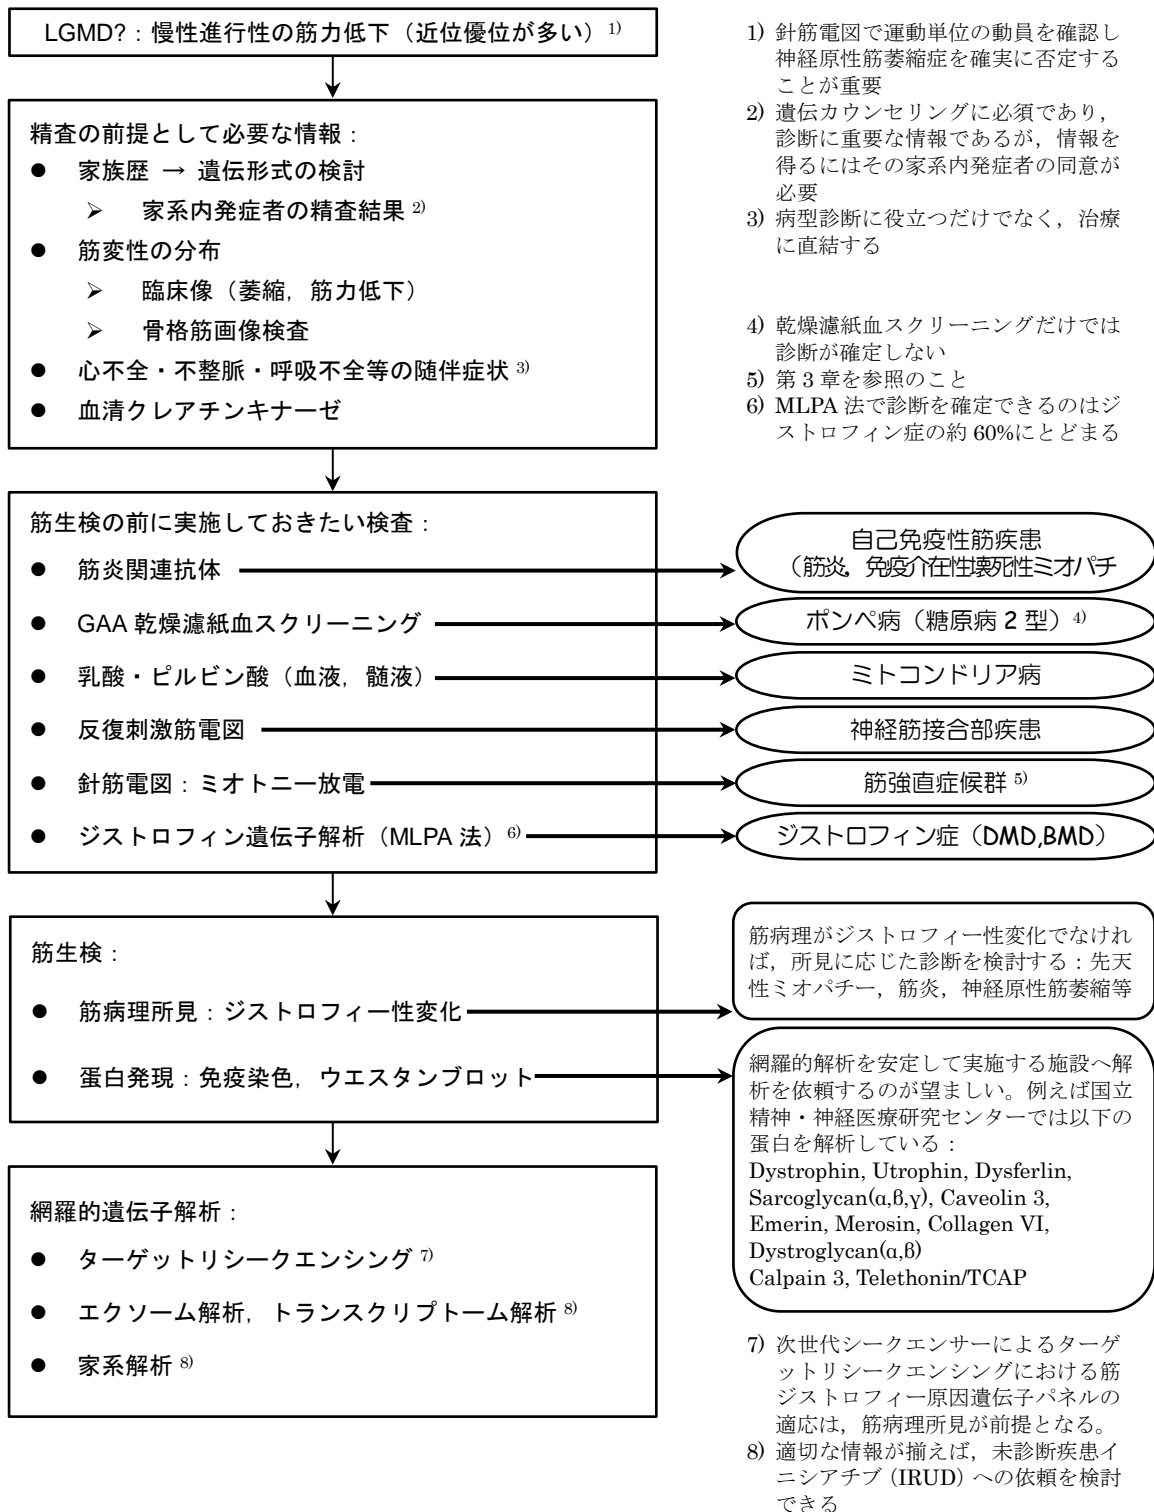 LGMD?：慢性進行性の筋力低下（近位優位が多い）1)
精査の前提として必要な情報：
● 家族歴 → 遺伝形式の検討
➢ 家系内発症者の精査結果 2)
● 筋変性の分布
➢ 臨床像（萎縮，筋力低下）
➢ 骨格筋画像検査
● 心不全・不整脈・呼吸不全等の随伴症状 3)
● 血清クレアチンキナーゼ
1) 針筋電図で運動単位の動員を確認し
神経原性筋萎縮症を確実に否定する
ことが重要
2) 遺伝カウンセリングに必須であり，
診断に重要な情報であるが，情報を
得るにはその家系内発症者の同意が
必要
3) 病型診断に役立つだけでなく，治療
に直結する
4) 乾燥濾紙血スクリーニングだけでは
診断が確定しない
5) 第 3 章を参照のこと
6) MLPA 法で診断を確定できるのはジ
ストロフィン症の約 60%にとどまる
筋生検の前に実施しておきたい検査：
● 筋炎関連抗体
自己免疫性筋疾患
（筋炎，免疫介在性壊死性ミオパチ
● GAA 乾燥濾紙血スクリーニング
ポンペ病（糖原病 2 型）4)
● 乳酸・ピルビン酸（血液，髄液）
ミトコンドリア病
● 反復刺激筋電図
神経筋接合部疾患
● 針筋電図：ミオトニー放電
筋強直症候群 5)
● ジストロフィン遺伝子解析（MLPA 法）6)
ジストロフィン症（DMD,BMD）
筋生検：
● 筋病理所見：ジストロフィー性変化
● 蛋白発現：免疫染色，ウエスタンブロット
筋病理がジストロフィー性変化でなけれ
ば，所見に応じた診断を検討する：先天
性ミオパチー，筋炎，神経原性筋萎縮等
網羅的解析を安定して実施する施設へ解
析を依頼するのが望ましい。例えば国立
精神・神経医療研究センターでは以下の
蛋白を解析している：
Dystrophin, Utrophin, Dysferlin,
Sarcoglycan(α,β,γ), Caveolin 3,
Emerin, Merosin, Collagen VI,
Dystroglycan(α,β)
Calpain 3, Telethonin/TCAP
網羅的遺伝子解析：
● ターゲットリシークエンシング 7)
● エクソーム解析，トランスクリプトーム解析 8)
● 家系解析 8)
7) 次世代シークエンサーによるターゲ
ットリシークエンシングにおける筋
ジストロフィー原因遺伝子パネルの
適応は，筋病理所見が前提となる。
8) 適切な情報が揃えば，未診断疾患イ
ニシアチブ（IRUD）への依頼を検討
できる